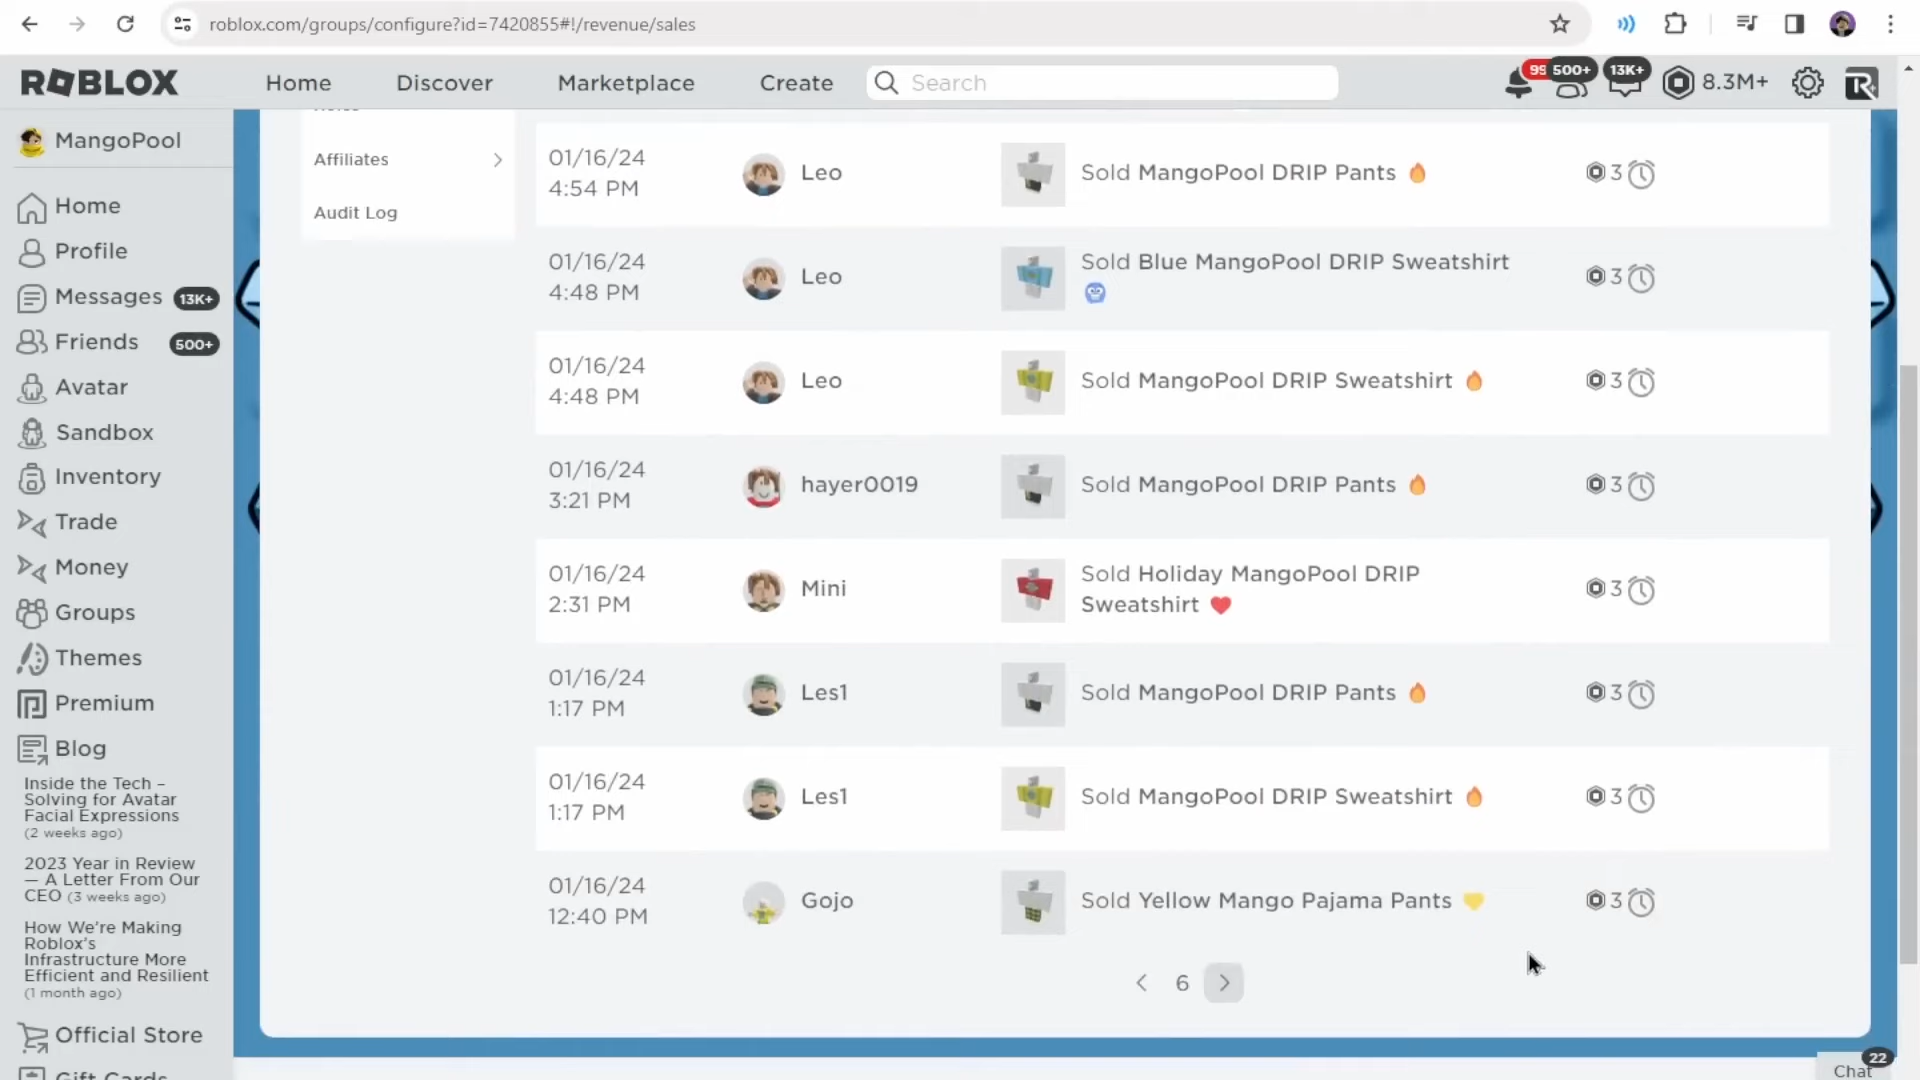 roblox.com/groups/configure?id=7420855#!/revenue/sales
ROBLOX
Home
Discover
Marketplace
Create
Search
99
500+
13K+
8.3M+
MangoPool
Home
Profile
Messages 13K+
Friends 500+
Avatar
Sandbox
Inventory
Trade
Money
Groups
Themes
Premium
Blog
Inside the Tech –
Solving for Avatar
Facial Expressions
(2 weeks ago)
2023 Year in Review
— A Letter From Our
CEO (3 weeks ago)
How We're Making
Roblox's
Infrastructure More
Efficient and Resilient
(1 month ago)
Official Store
Gift Cards
Affiliates
Audit Log
01/16/24
4:54 PM
Leo
Sold MangoPool DRIP Pants 🔥
3
01/16/24
4:48 PM
Leo
Sold Blue MangoPool DRIP Sweatshirt
🥶
3
01/16/24
4:48 PM
Leo
Sold MangoPool DRIP Sweatshirt 🔥
3
01/16/24
3:21 PM
hayer0019
Sold MangoPool DRIP Pants 🔥
3
01/16/24
2:31 PM
Mini
Sold Holiday MangoPool DRIP
Sweatshirt ❤️
3
01/16/24
1:17 PM
Les1
Sold MangoPool DRIP Pants 🔥
3
01/16/24
1:17 PM
Les1
Sold MangoPool DRIP Sweatshirt 🔥
3
01/16/24
12:40 PM
Gojo
Sold Yellow Mango Pajama Pants 💛
3
6
Chat
22